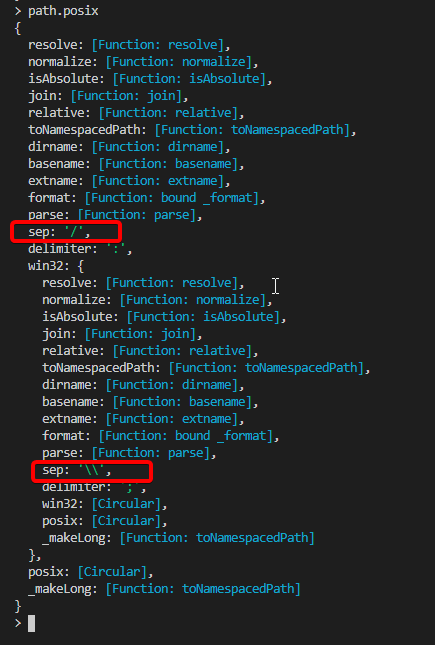 > path.posix
{
  resolve: [Function: resolve],
  normalize: [Function: normalize],
  isAbsolute: [Function: isAbsolute],
  join: [Function: join],
  relative: [Function: relative],
  toNamespacedPath: [Function: toNamespacedPath],
  dirname: [Function: dirname],
  basename: [Function: basename],
  extname: [Function: extname],
  format: [Function: bound _format],
  parse: [Function: parse],
  sep: '/',
  delimiter: ':',
  win32: {
    resolve: [Function: resolve],
    normalize: [Function: normalize],
    isAbsolute: [Function: isAbsolute],
    join: [Function: join],
    relative: [Function: relative],
    toNamespacedPath: [Function: toNamespacedPath],
    dirname: [Function: dirname],
    basename: [Function: basename],
    extname: [Function: extname],
    format: [Function: bound _format],
    parse: [Function: parse],
    sep: '\\',
    delimiter: ';',
    win32: [Circular],
    posix: [Circular],
    _makeLong: [Function: toNamespacedPath]
  },
  posix: [Circular],
  _makeLong: [Function: toNamespacedPath]
}
>